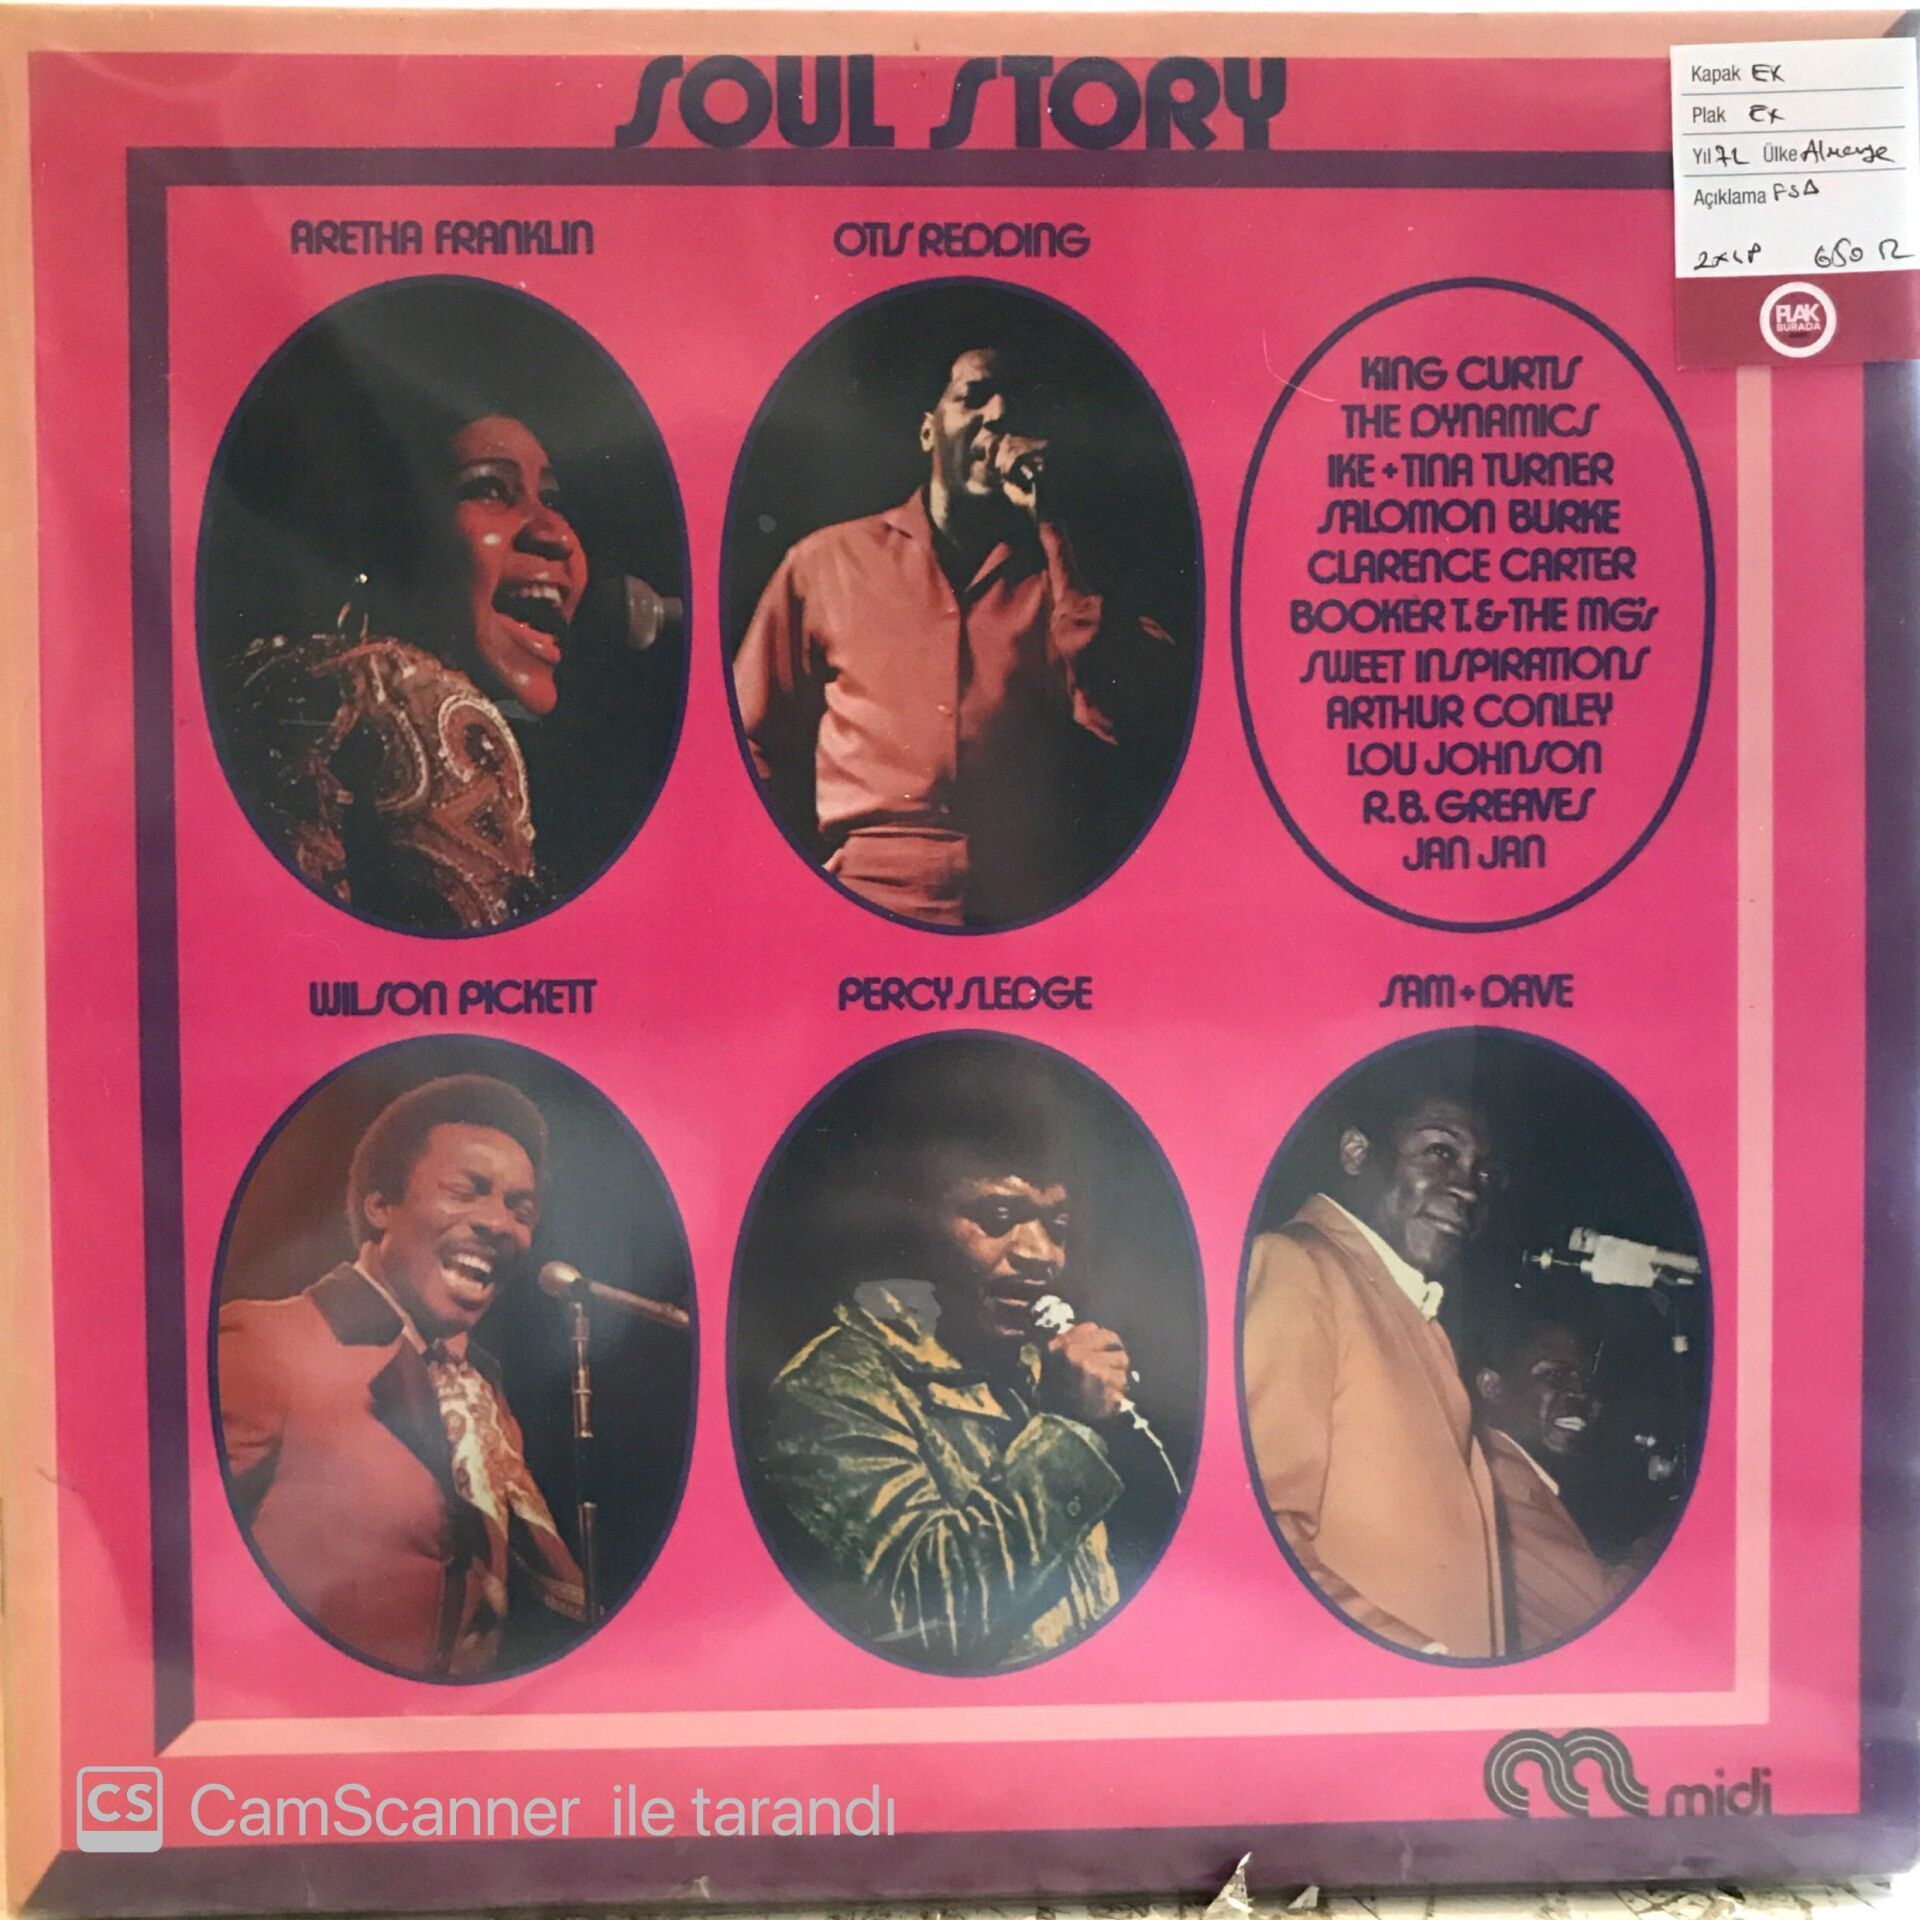 SOUL STORY
Kapak EX
Plak EX
Yıl 72 Ülke Almanya
Açıklama
2xLP 650 TL
PLAK
BURADA
ARETHA FRANKLIN
OTIS REDDING
KING CURTIS
THE DYNAMICS
IKE + TINA TURNER
SALOMON BURKE
CLARENCE CARTER
BOOKER T. & THE MG's
SWEET INSPIRATIONS
ARTHUR CONLEY
LOU JOHNSON
R.B. GREAVES
JAN JAN
WILSON PICKETT
PERCY SLEDGE
SAM + DAVE
midi
CS CamScanner ile tarandı